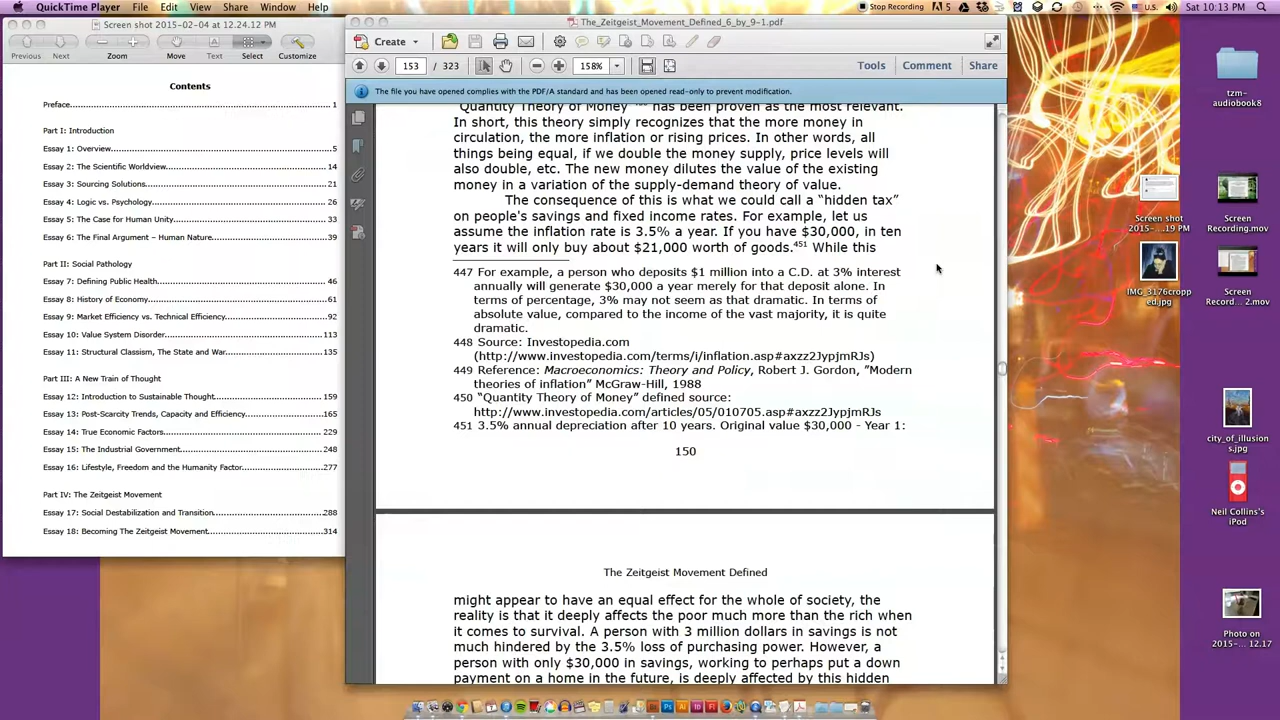 QuickTime Player File Edit View Share Window Help
Stop Recording
5
U.S.
Sat 10:13 PM
Screen shot 2015-02-04 at 12.24.12 PM
Previous Next Zoom Move Text Select Customize
Contents
Preface 1
Part I: Introduction
Essay 1: Overview 5
Essay 2: The Scientific Worldview 14
Essay 3: Sourcing Solutions 21
Essay 4: Logic vs. Psychology 26
Essay 5: The Case for Human Unity 33
Essay 6: The Final Argument – Human Nature 39
Part II: Social Pathology
Essay 7: Defining Public Health 46
Essay 8: History of Economy 61
Essay 9: Market Efficiency vs. Technical Efficiency 92
Essay 10: Value System Disorder 113
Essay 11: Structural Classism, The State and War 135
Part III: A New Train of Thought
Essay 12: Introduction to Sustainable Thought 159
Essay 13: Post-Scarcity Trends, Capacity and Efficiency 165
Essay 14: True Economic Factors 229
Essay 15: The Industrial Government 248
Essay 16: Lifestyle, Freedom and the Humanity Factor 277
Part IV: The Zeitgeist Movement
Essay 17: Social Destabilization and Transition 288
Essay 18: Becoming The Zeitgeist Movement 314
The_Zeitgeist_Movement_Defined_6_by_9-1.pdf
Create
153 / 323
158%
Tools Comment Share
The file you have opened complies with the PDF/A standard and has been opened read-only to prevent modification.
"Quantity Theory of Money" has been proven as the most relevant.
In short, this theory simply recognizes that the more money in
circulation, the more inflation or rising prices. In other words, all
things being equal, if we double the money supply, price levels will
also double, etc. The new money dilutes the value of the existing
money in a variation of the supply-demand theory of value.
The consequence of this is what we could call a “hidden tax”
on people's savings and fixed income rates. For example, let us
assume the inflation rate is 3.5% a year. If you have $30,000, in ten
years it will only buy about $21,000 worth of goods.451 While this
447 For example, a person who deposits $1 million into a C.D. at 3% interest
annually will generate $30,000 a year merely for that deposit alone. In
terms of percentage, 3% may not seem as that dramatic. In terms of
absolute value, compared to the income of the vast majority, it is quite
dramatic.
448 Source: Investopedia.com
(http://www.investopedia.com/terms/i/inflation.asp#axzz2JypjmRJs)
449 Reference: Macroeconomics: Theory and Policy, Robert J. Gordon, ”Modern
theories of inflation” McGraw-Hill, 1988
450 “Quantity Theory of Money” defined source:
http://www.investopedia.com/articles/05/010705.asp#axzz2JypjmRJs
451 3.5% annual depreciation after 10 years. Original value $30,000 - Year 1:
150
The Zeitgeist Movement Defined
might appear to have an equal effect for the whole of society, the
reality is that it deeply affects the poor much more than the rich when
it comes to survival. A person with 3 million dollars in savings is not
much hindered by the 3.5% loss of purchasing power. However, a
person with only $30,000 in savings, working to perhaps put a down
payment on a home in the future, is deeply affected by this hidden
tzm-audiobook8
Screen shot 2015-...19 PM
Screen Recording.mov
IMG_3176cropped.jpg
Screen Record... 2.mov
city_of_illusions.jpg
Neil Collins's iPod
Photo on 2015-... 12.17